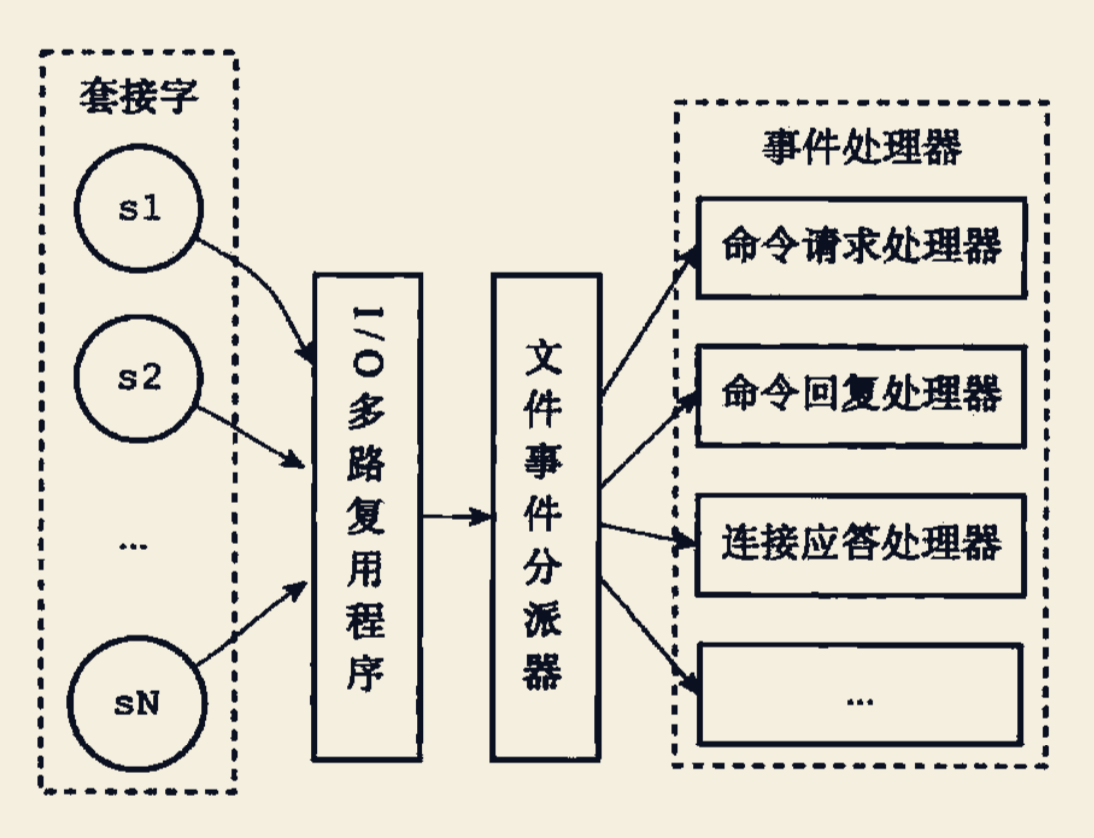 套接字
s1
s2
...
sN
I/O多路复用程序
文件事件分派器
事件处理器
命令请求处理器
命令回复处理器
连接应答处理器
...